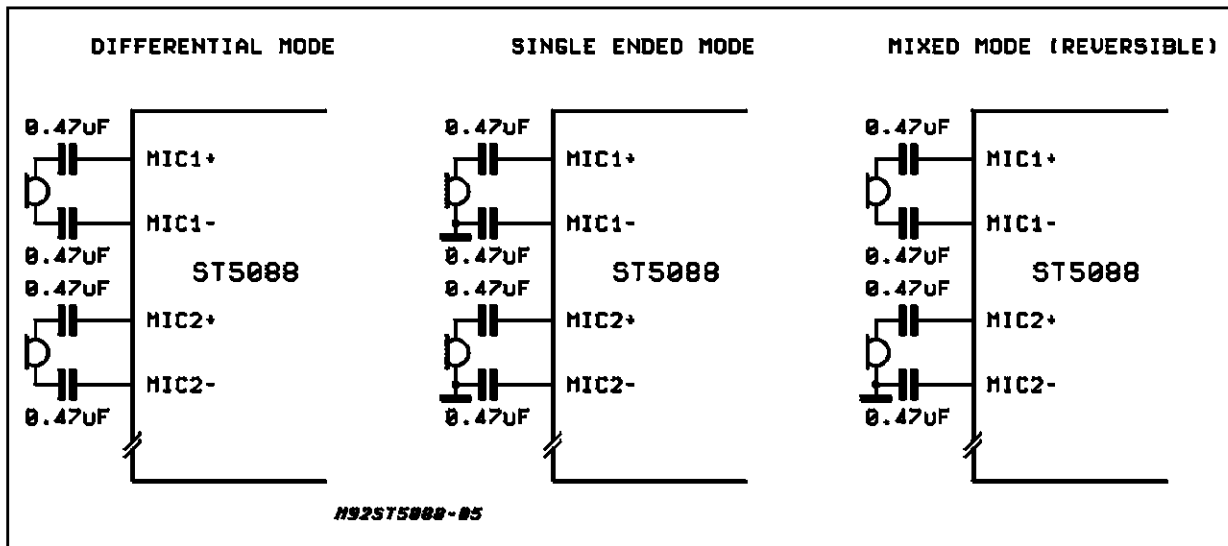 DIFFERENTIAL MODE
0.47uF
MIC1+
MIC1-
0.47uF
ST5088
0.47uF
MIC2+
MIC2-
0.47uF
SINGLE ENDED MODE
0.47uF
MIC1+
MIC1-
0.47uF
ST5088
0.47uF
MIC2+
MIC2-
0.47uF
MIXED MODE (REVERSIBLE)
0.47uF
MIC1+
MIC1-
0.47uF
ST5088
0.47uF
MIC2+
MIC2-
0.47uF
M92ST5088-05